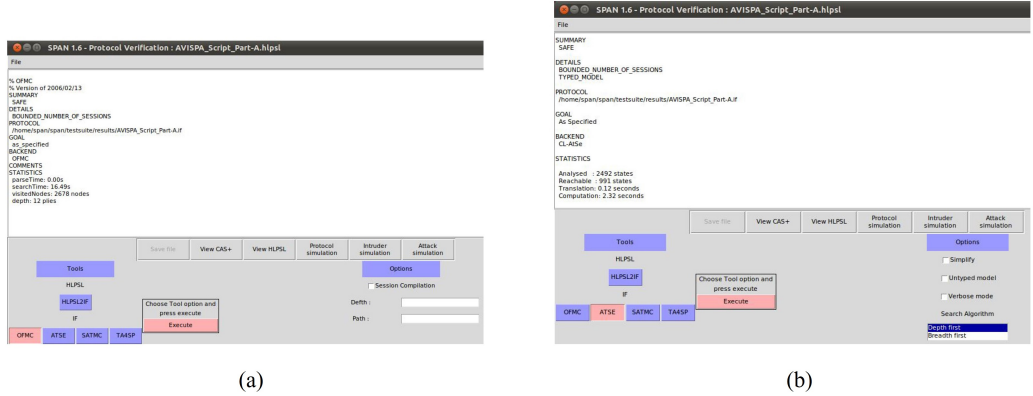 SPAN 1.6 - Protocol Verification : AVISPA_Script_Part-A.hlpsl
File
% OFMC
% Version of 2006/02/13
SUMMARY
SAFE
DETAILS
BOUNDED_NUMBER_OF_SESSIONS
PROTOCOL
/home/span/span/testsuite/results/AVISPA_Script_Part-A.if
GOAL
as_specified
BACKEND
OFMC
COMMENTS
STATISTICS
parseTime: 0.00s
searchTime: 16.49s
visitedNodes: 2678 nodes
depth: 12 plies
Save file
View CAS+
View HLPSL
Protocol simulation
Intruder simulation
Attack simulation
Tools
HLPSL
HLPSL2IF
IF
OFMC
ATSE
SATMC
TA4SP
Choose Tool option and
press execute
Execute
Options
Session Compilation
Defth :
Path :
(a)
SPAN 1.6 - Protocol Verification : AVISPA_Script_Part-A.hlpsl
File
SUMMARY
SAFE
DETAILS
BOUNDED_NUMBER_OF_SESSIONS
TYPED_MODEL
PROTOCOL
/home/span/span/testsuite/results/AVISPA_Script_Part-A.if
GOAL
As Specified
BACKEND
CL-AtSe
STATISTICS
Analysed : 2492 states
Reachable : 991 states
Translation: 0.12 seconds
Computation: 2.32 seconds
Save file
View CAS+
View HLPSL
Protocol simulation
Intruder simulation
Attack simulation
Tools
HLPSL
HLPSL2IF
IF
OFMC
ATSE
SATMC
TA4SP
Choose Tool option and
press execute
Execute
Options
Simplify
Untyped model
Verbose mode
Search Algorithm
Depth first
Breadth first
(b)